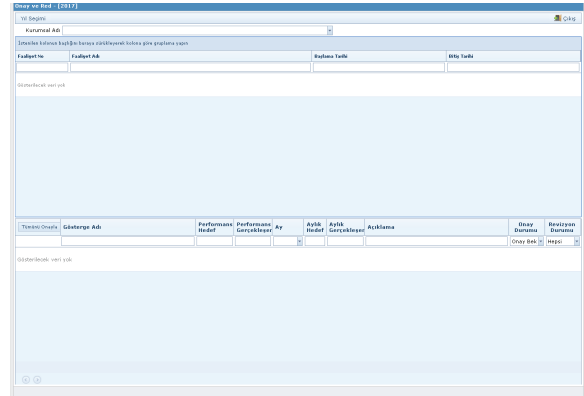 Onay ve Red - [2017]
Yıl Seçimi Çıkış
Kurumsal Adı
İstenilen kolonun başlığını buraya sürükleyerek kolona göre gruplama yapın
Faaliyet No Faaliyet Adı Başlama Tarihi Bitiş Tarihi
Gösterilecek veri yok
Tümünü Onayla Gösterge Adı Performans Hedef Performans Gerçekleşen Ay Aylık Hedef Aylık Gerçekleşen Açıklama Onay Durumu Revizyon Durumu
Onay Bek Hepsi
Gösterilecek veri yok